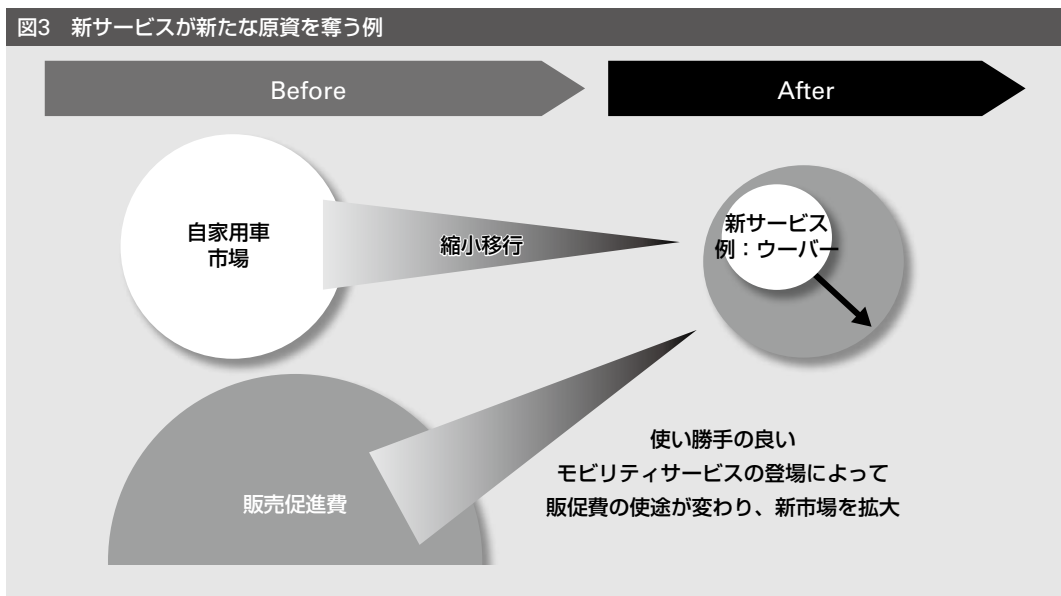 図3　新サービスが新たな原資を奪う例
Before
After
自家用車
市場
縮小移行
新サービス
例：ウーバー
販売促進費
使い勝手の良い
モビリティサービスの登場によって
販促費の使途が変わり、新市場を拡大